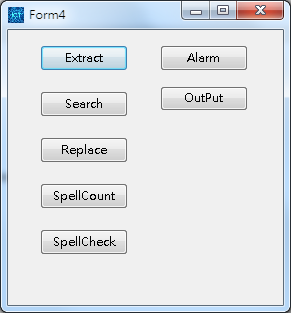 Form4
Extract
Alarm
Search
OutPut
Replace
SpellCount
SpellCheck